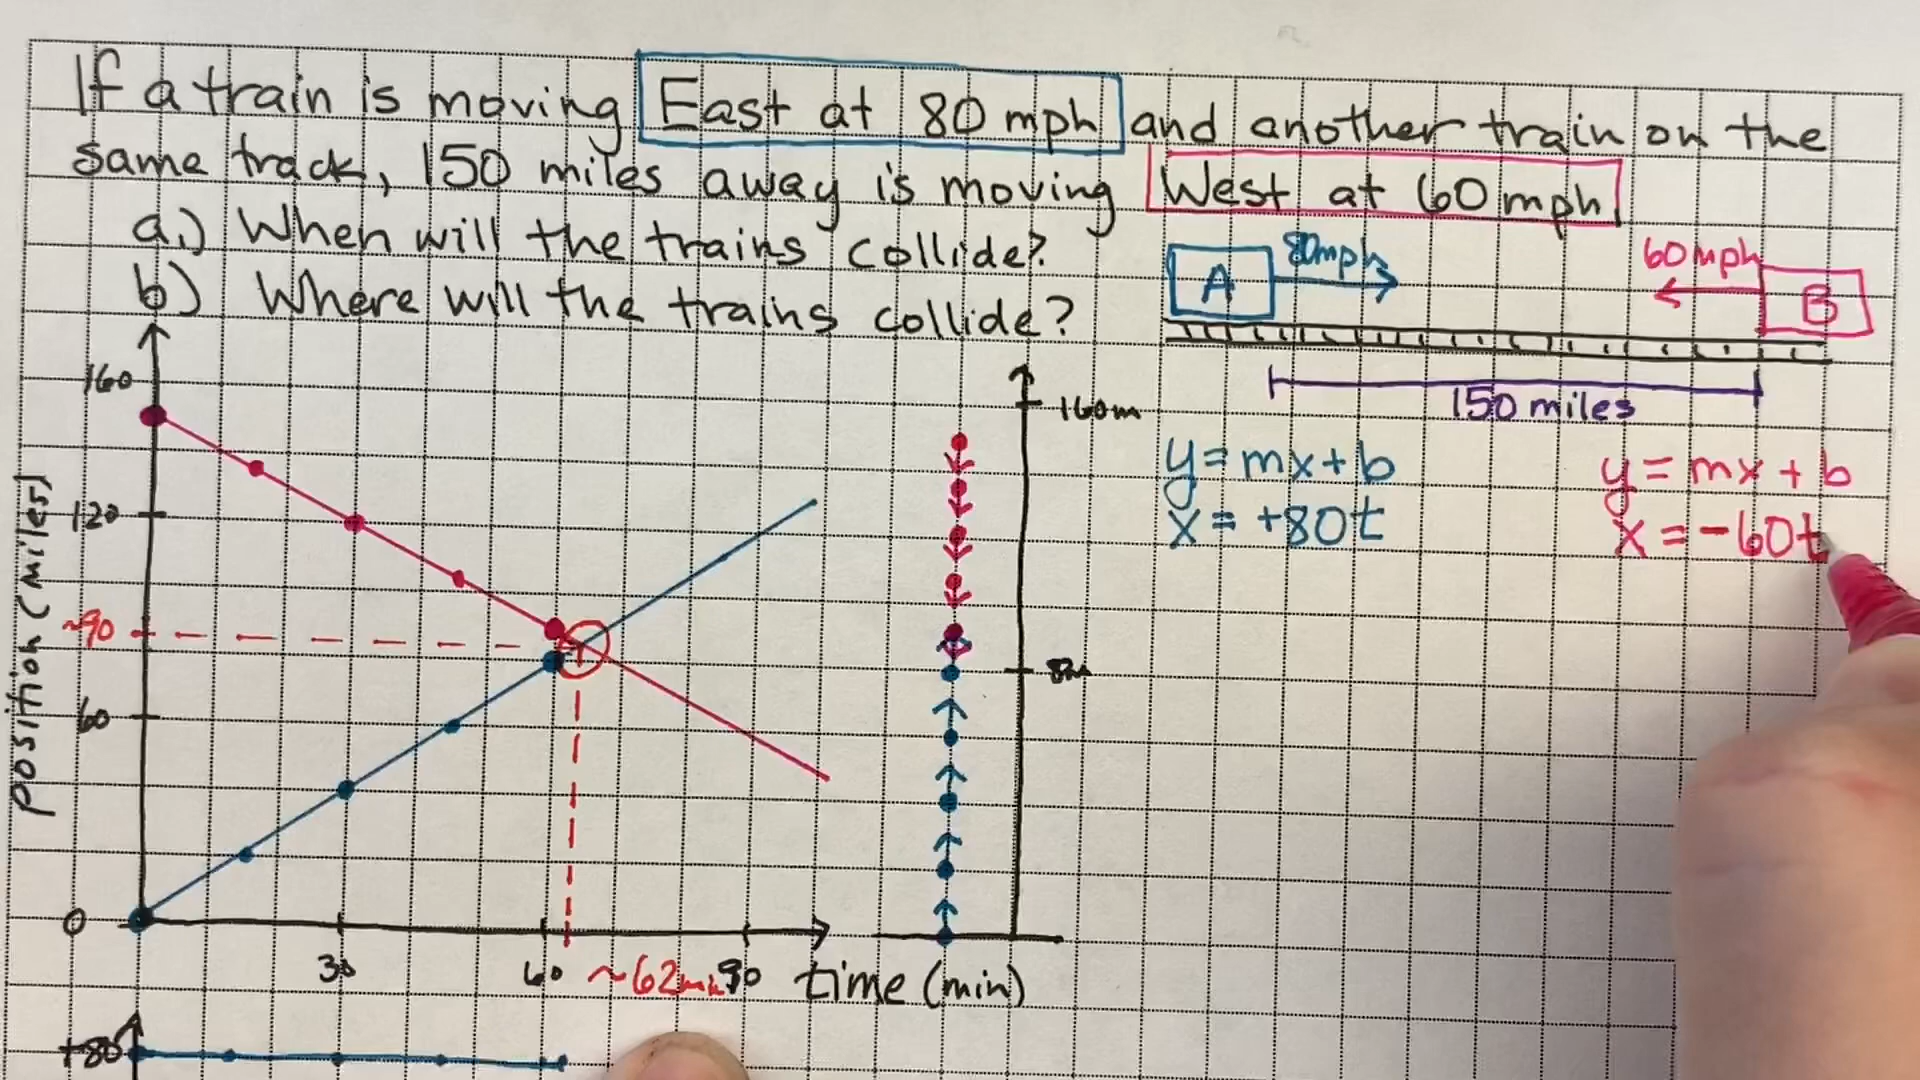 If a train is moving East at 80 mph and another train on the
same track, 150 miles away is moving West at 60 mph
a.) When will the trains collide?
b) Where will the trains collide?
80mph
60mph
A
B
150 miles
y = mx + b
x = +80t
y = mx + b
x = -60t
160
120
~90
60
0
position (miles)
30
60
~62min
90
time (min)
160m
+80